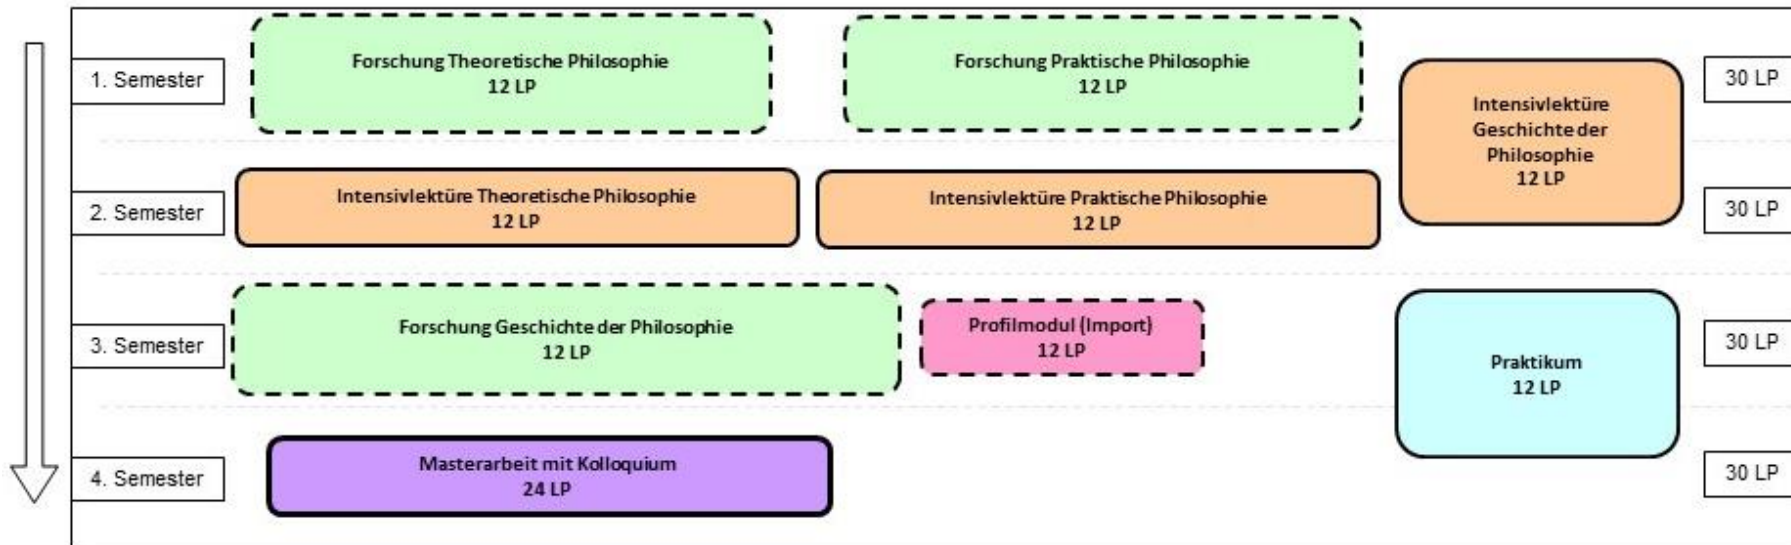 1. Semester
Forschung Theoretische Philosophie
12 LP
Forschung Praktische Philosophie
12 LP
Intensivlektüre
Geschichte der
Philosophie
12 LP
30 LP
2. Semester
Intensivlektüre Theoretische Philosophie
12 LP
Intensivlektüre Praktische Philosophie
12 LP
30 LP
3. Semester
Forschung Geschichte der Philosophie
12 LP
Profilmodul (Import)
12 LP
Praktikum
12 LP
30 LP
4. Semester
Masterarbeit mit Kolloquium
24 LP
30 LP